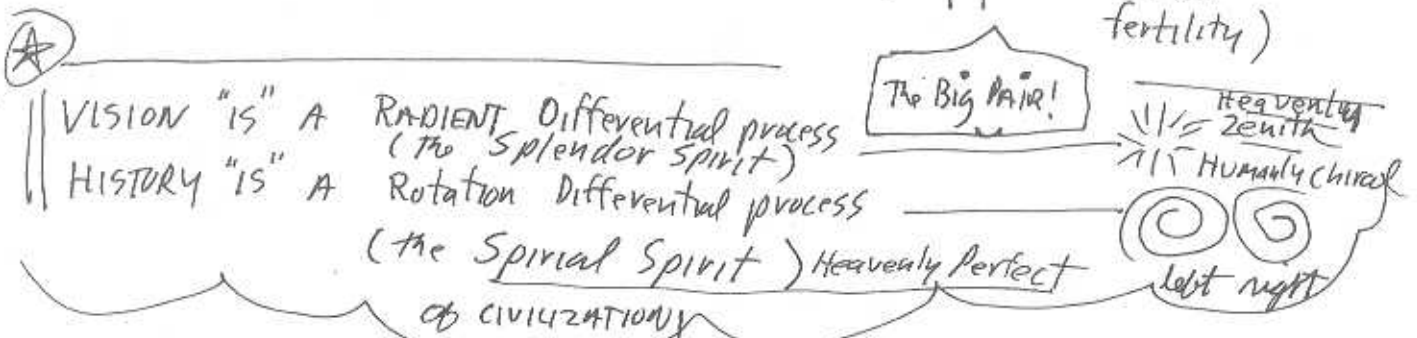 fertility)
The Big PAIR!
VISION "IS" A RADIENT Differential process
(The Splendor Spirit)
Heavenly
Zenith
Humanly Chiral
HISTORY "IS" A Rotation Differential process
(the Spirial Spirit) Heavenly Perfect
left right
OF CIVILIZATION